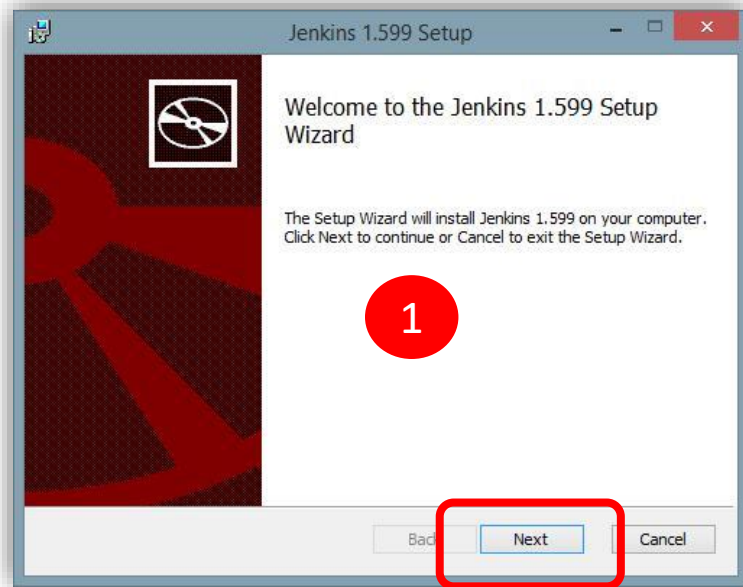 Jenkins 1.599 Setup
Welcome to the Jenkins 1.599 Setup
Wizard
The Setup Wizard will install Jenkins 1.599 on your computer.
Click Next to continue or Cancel to exit the Setup Wizard.
1
Back Next Cancel